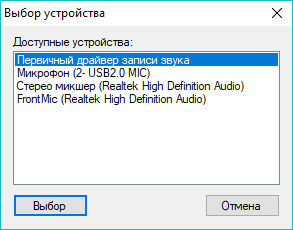 Выбор устройства
Доступные устройства:
Первичный драйвер записи звука
Микрофон (2- USB2.0 MIC)
Стерео микшер (Realtek High Definition Audio)
FrontMic (Realtek High Definition Audio)
Выбор
Отмена